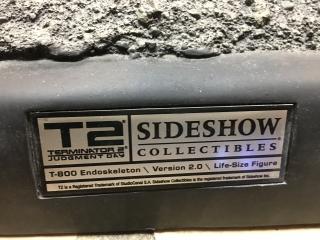 T2
TERMINATOR 2
JUDGMENT DAY
SIDESHOW
COLLECTIBLES
T-800 Endoskeleton \ Version 2.0 \ Life-Size Figure
T2 is a Registered Trademark of StudioCanal S.A. Sideshow Collectibles is the registered Trademark of Sideshow Inc.